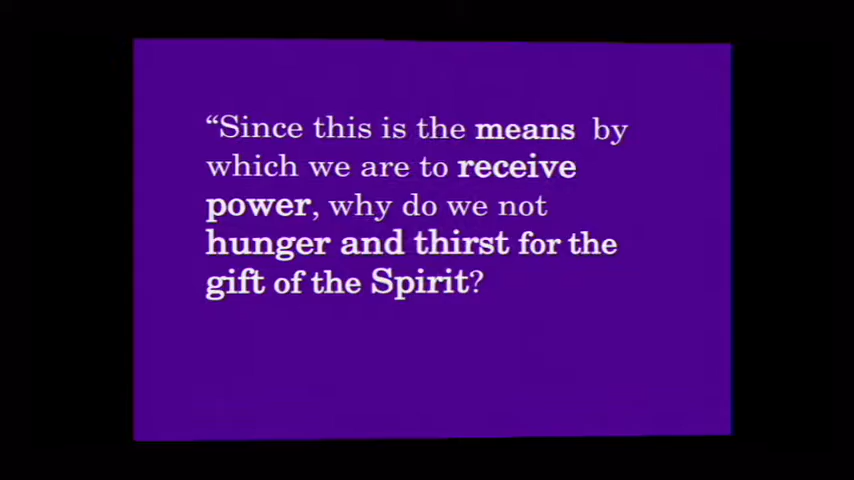 “Since this is the means by
which we are to receive
power, why do we not
hunger and thirst for the
gift of the Spirit?